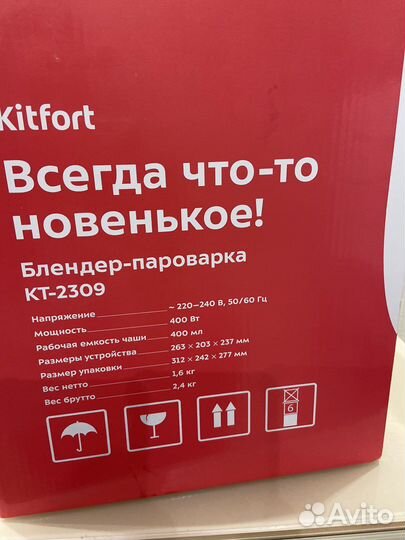 Kitfort
Всегда что-то
новенькое!
Блендер-пароварка
КТ-2309
Напряжение ~ 220–240 В, 50/60 Гц
Мощность 400 Вт
Рабочая емкость чаши 400 мл
Размеры устройства 263 × 203 × 237 мм
Размер упаковки 312 × 242 × 277 мм
Вес нетто 1,6 кг
Вес брутто 2,4 кг
6
Avito